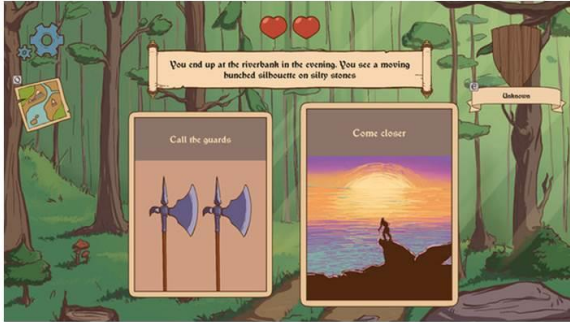 You end up at the riverbank in the evening. You see a moving
hunched silhouette on silty stones
Unknown
Call the guards
Come closer